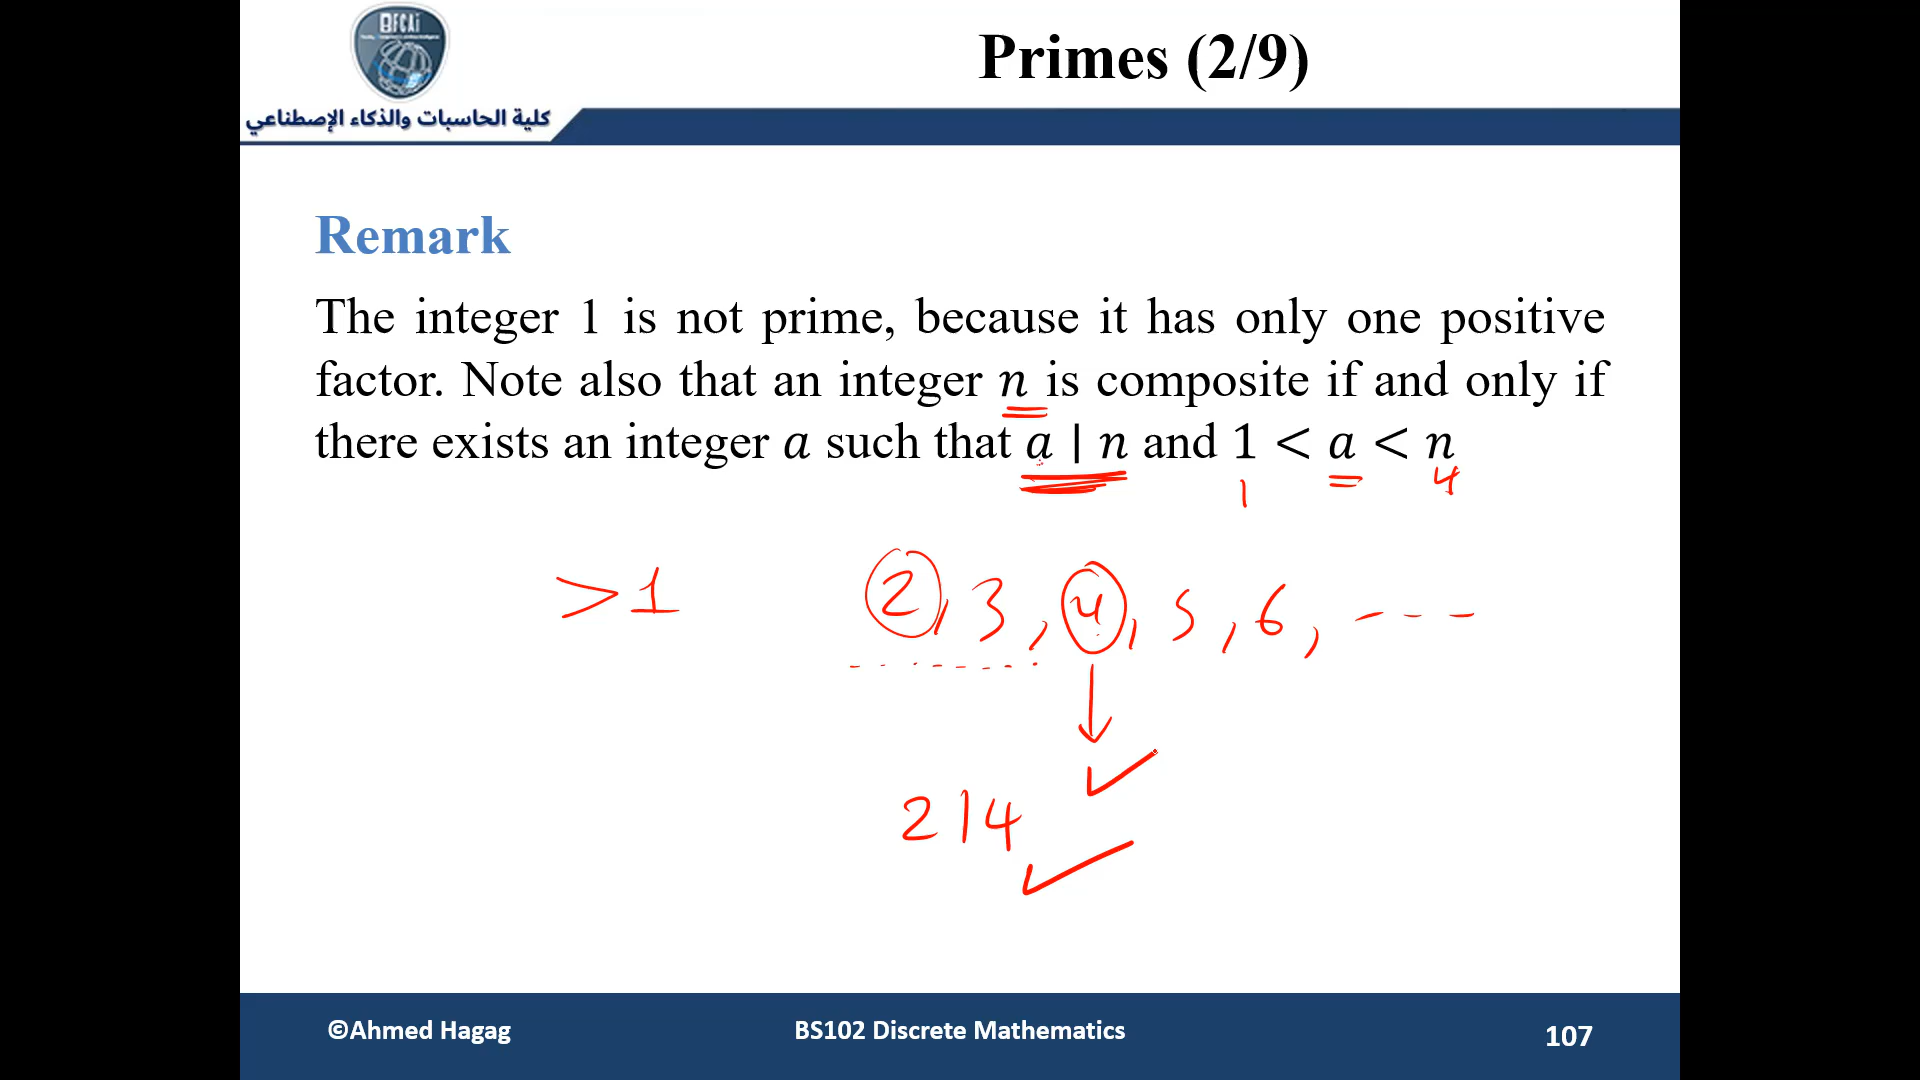 BFCAi
كلية الحاسبات والذكاء الإصطناعي
Primes (2/9)
Remark
The integer 1 is not prime, because it has only one positive
factor. Note also that an integer n is composite if and only if
there exists an integer a such that a | n and 1 < a < n
1 4
>1 2, 3, 4, 5, 6, ---
2|4
©Ahmed Hagag BS102 Discrete Mathematics 107